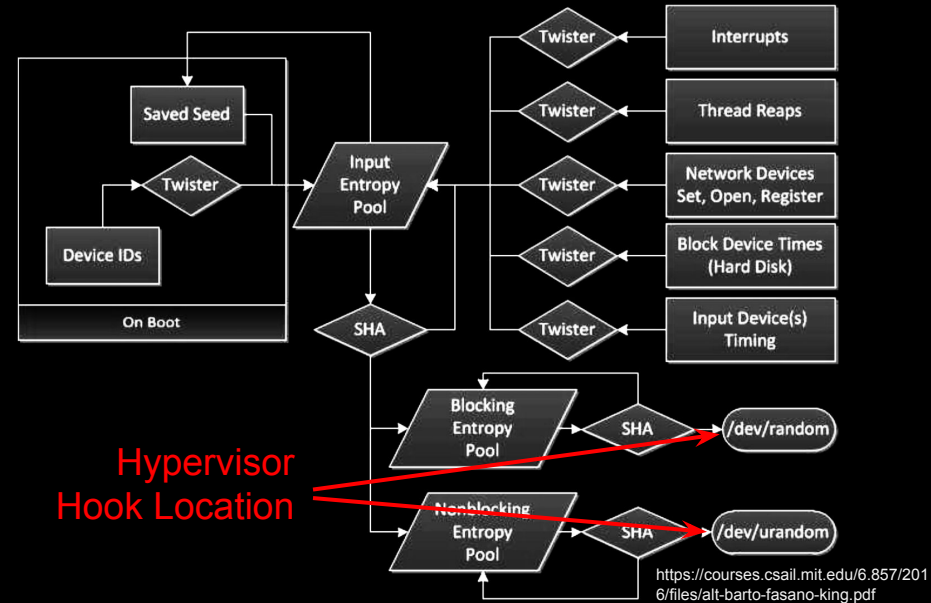 Twister
Interrupts
Saved Seed
Twister
Thread Reaps
Input
Entropy
Pool
Twister
Twister
Network Devices
Set, Open, Register
Device IDs
Twister
Block Device Times
(Hard Disk)
On Boot
SHA
Twister
Input Device(s)
Timing
Blocking
Entropy
Pool
SHA
/dev/random
Hypervisor
Hook Location
Nonblocking
Entropy
Pool
SHA
/dev/urandom
https://courses.csail.mit.edu/6.857/201
6/files/alt-barto-fasano-king.pdf